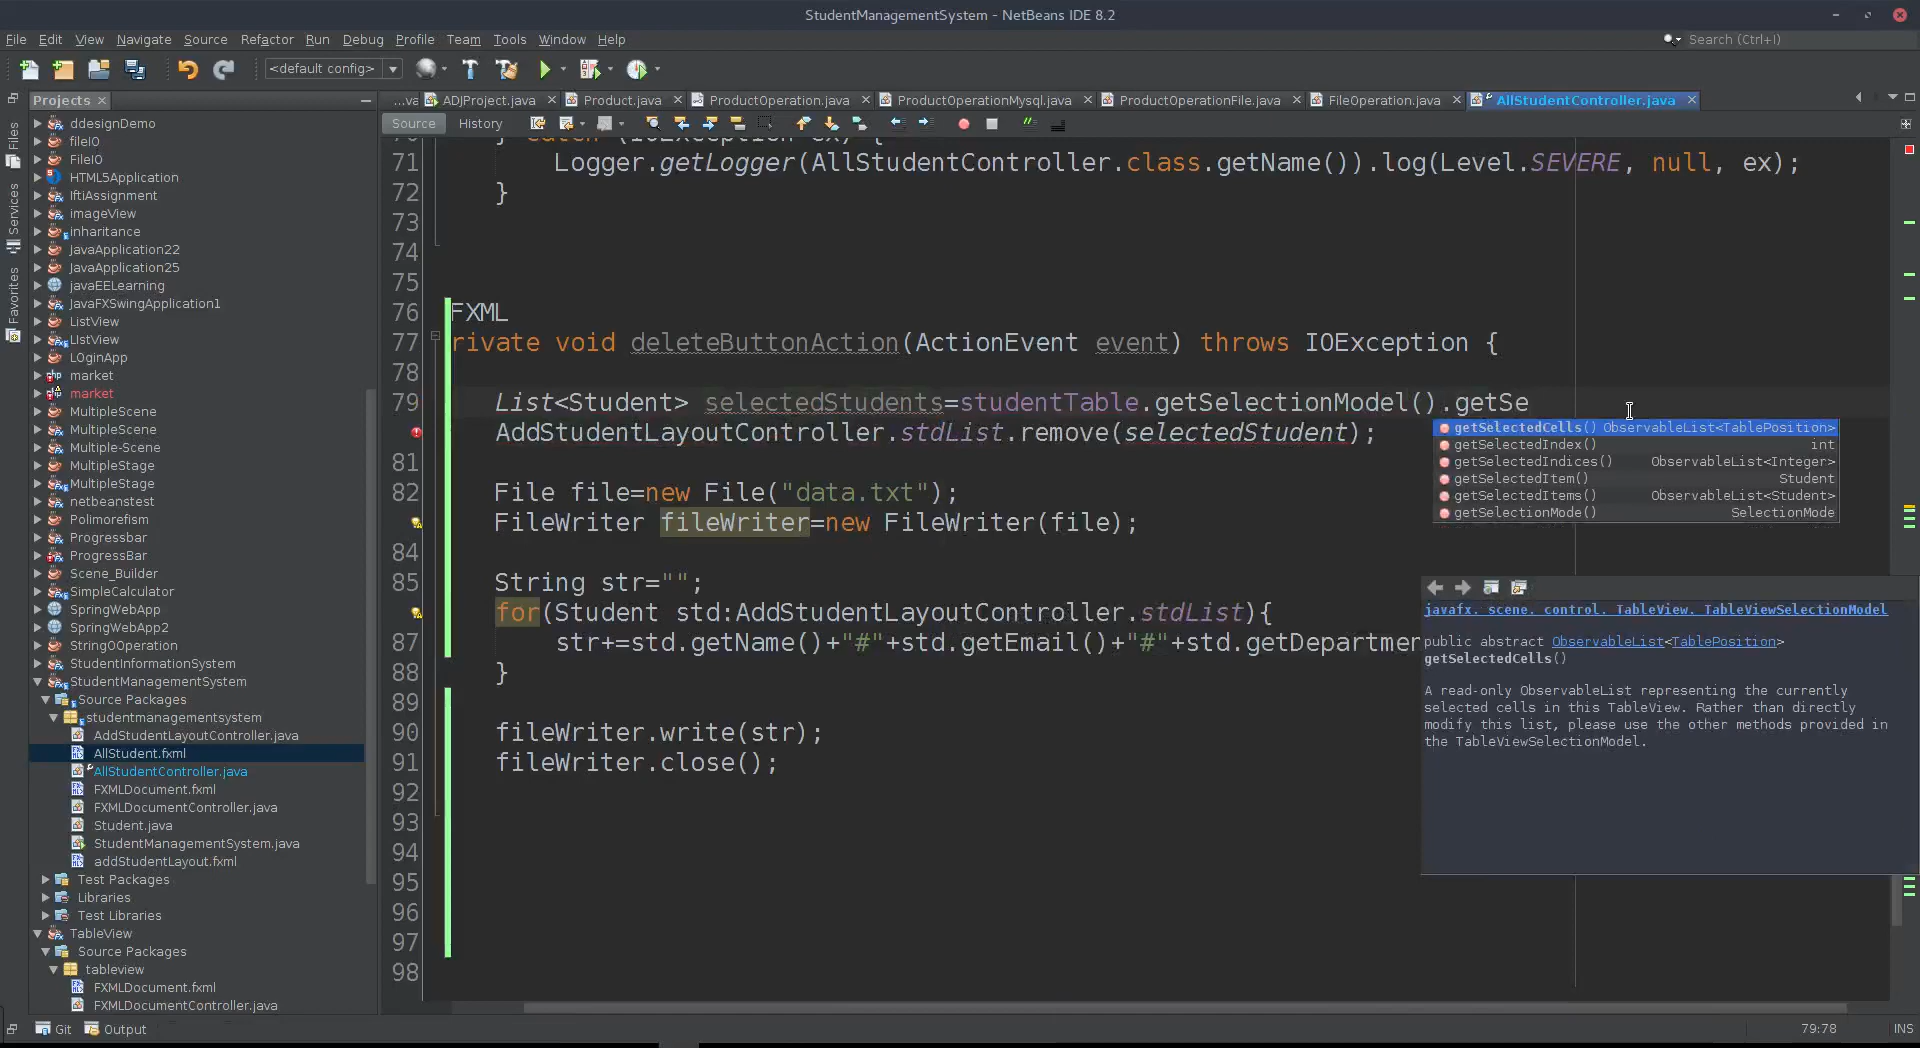 StudentManagementSystem - NetBeans IDE 8.2
File Edit View Navigate Source Refactor Run Debug Profile Team Tools Window Help
Search (Ctrl+I)
<default config>
Projects
...va ADJProject.java Product.java ProductOperation.java ProductOperationMysql.java ProductOperationFile.java FileOperation.java AllStudentController.java
Source History
Files
Services
Favorites
ddesignDemo
fileIO
FileIO
HTML5Application
IftiAssignment
imageView
inharitance
JavaApplication22
JavaApplication25
javaEELearning
JavaFXSwingApplication1
ListView
LIstView
LOginApp
market
market
MultipleScene
MultipleScene
Multiple-Scene
MultipleStage
MultipleStage
netbeanstest
Polimorefism
Progressbar
ProgressBar
Scene_Builder
SimpleCalculator
SpringWebApp
SpringWebApp2
StringOOperation
StudentInformationSystem
StudentManagementSystem
Source Packages
studentmanagementsystem
AddStudentLayoutController.java
AllStudent.fxml
AllStudentController.java
FXMLDocument.fxml
FXMLDocumentController.java
Student.java
StudentManagementSystem.java
addStudentLayout.fxml
Test Packages
Libraries
Test Libraries
TableView
Source Packages
tableview
FXMLDocument.fxml
FXMLDocumentController.java
70 } catch (IOException ex) {
71 Logger.getLogger(AllStudentController.class.getName()).log(Level.SEVERE, null, ex);
72 }
73
74
75
76 FXML
77 rivate void deleteButtonAction(ActionEvent event) throws IOException {
78
79 List<Student> selectedStudents=studentTable.getSelectionModel().getSe
AddStudentLayoutController.stdList.remove(selectedStudent);
81
82 File file=new File("data.txt");
FileWriter fileWriter=new FileWriter(file);
84
85 String str="";
for(Student std:AddStudentLayoutController.stdList){
87 str+=std.getName()+"#"+std.getEmail()+"#"+std.getDepartmen
88 }
89
90 fileWriter.write(str);
91 fileWriter.close();
92
93
94
95
96
97
98
getSelectedCells() ObservableList<TablePosition>
getSelectedIndex() int
getSelectedIndices() ObservableList<Integer>
getSelectedItem() Student
getSelectedItems() ObservableList<Student>
getSelectionMode() SelectionMode
javafx. scene. control. TableView. TableViewSelectionModel
public abstract ObservableList<TablePosition>
getSelectedCells()
A read-only ObservableList representing the currently
selected cells in this TableView. Rather than directly
modify this list, please use the other methods provided in
the TableViewSelectionModel.
Git Output
79:78 INS